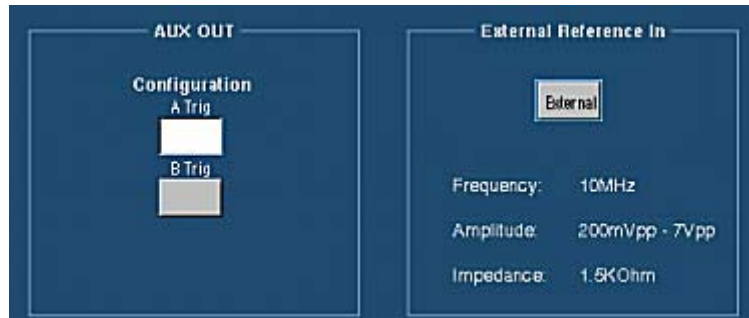 AUX OUT
Configuration
A Trig
B Trig
External Reference In
External
Frequency: 10MHz
Amplitude: 200mVpp - 7Vpp
Impedance: 1.5KOhm